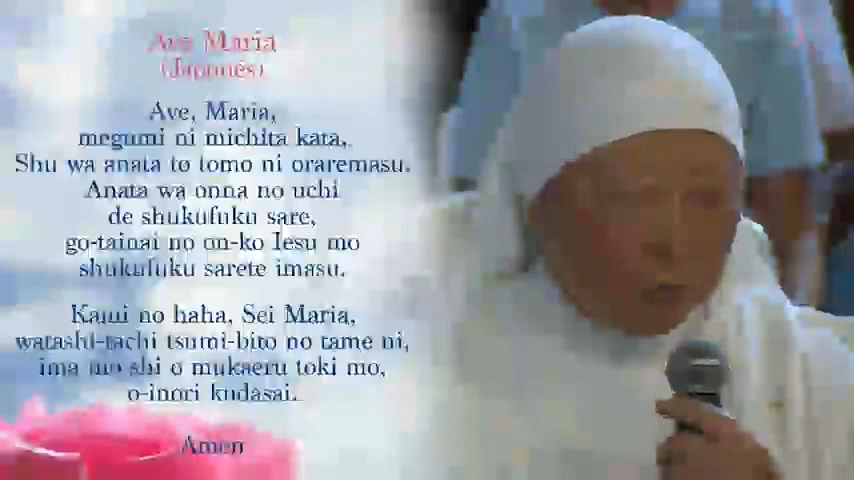 Ave Maria
(Japonés)
Ave, Maria,
megumi ni michita kata,
Shu wa anata to tomo ni oraremasu.
Anata wa onna no uchi
de shukufuku sare,
go-tainai no on-ko Iesu mo
shukufuku sarete imasu.
Kami no haha, Sei Maria,
watashi-tachi tsumi-bito no tame ni,
ima mo shi o mukaeru toki mo,
o-inori kudasai.
Amen